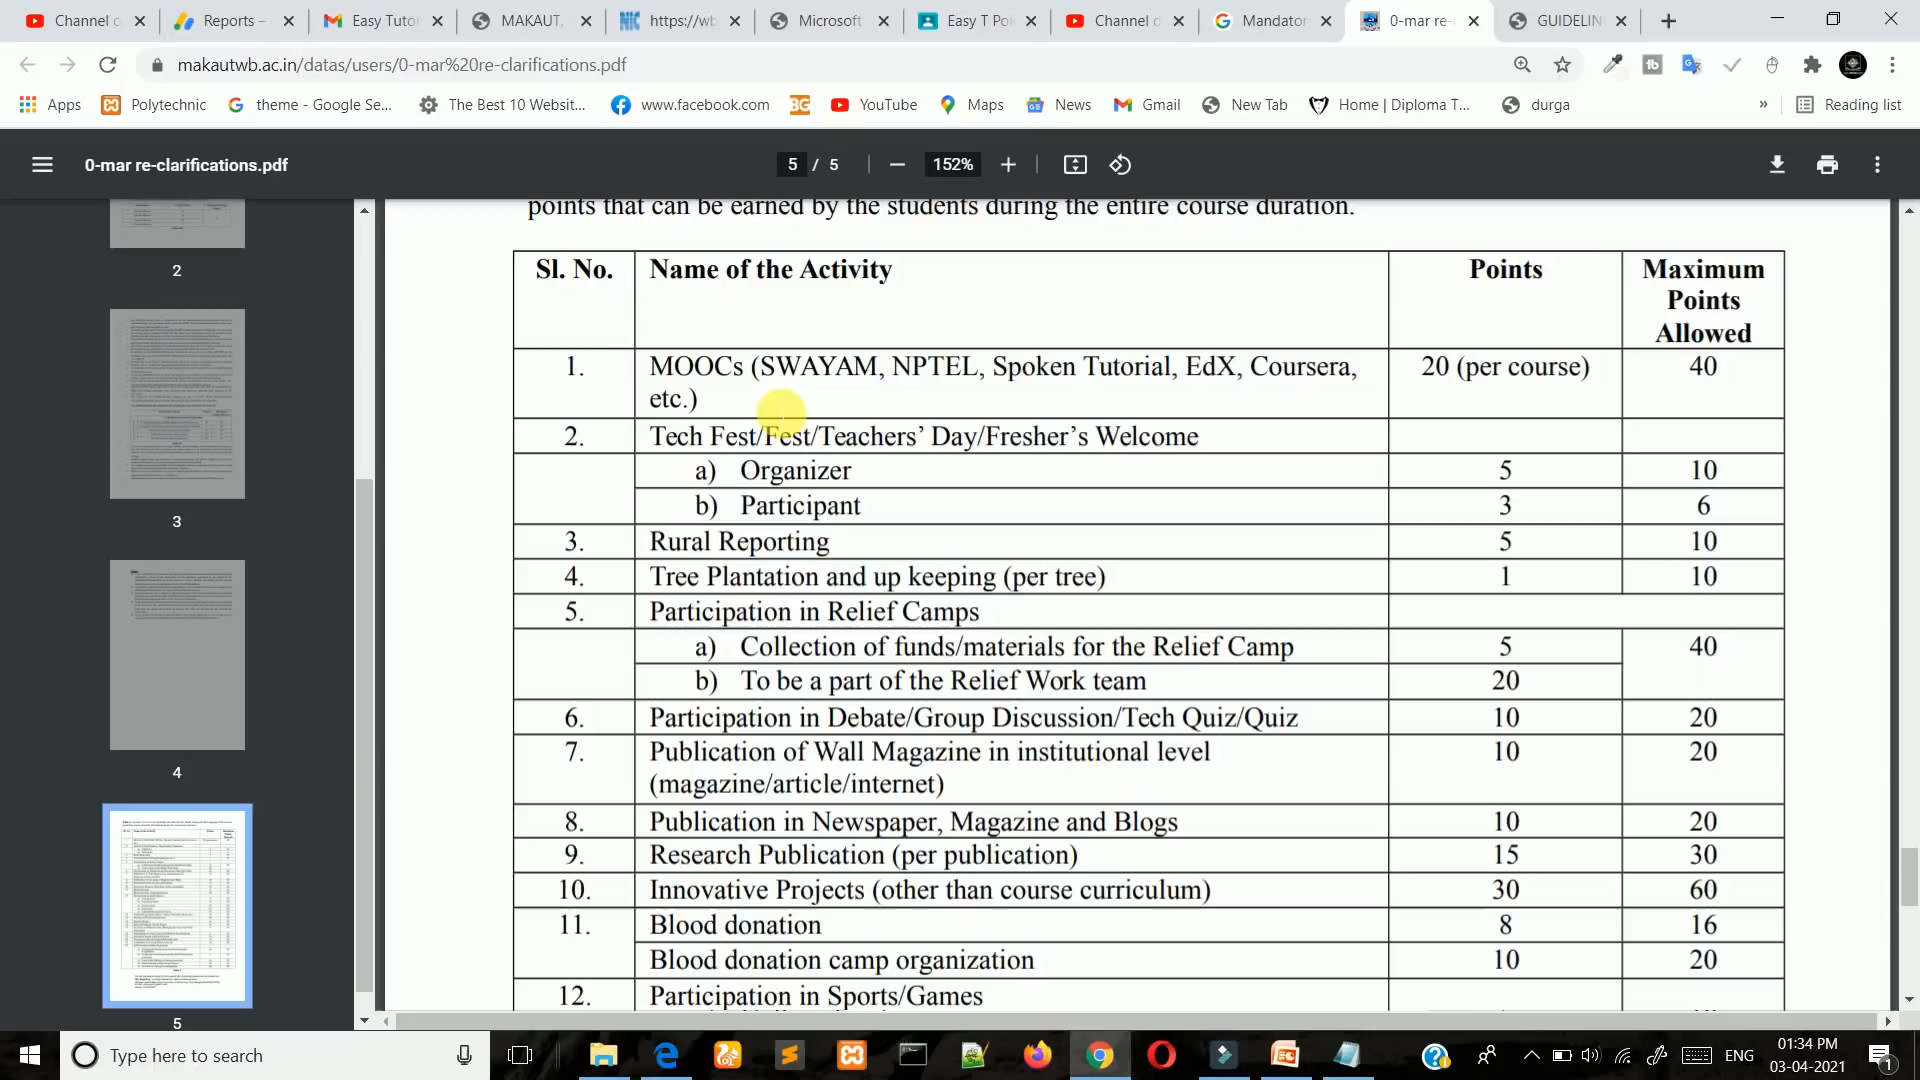 Channel c
Reports –
Easy Tuto
MAKAUT,
https://wb
Microsoft
Easy T Po
Channel d
Mandator
0-mar re-
GUIDELIN
makautwb.ac.in/datas/users/0-mar%20re-clarifications.pdf
Apps
Polytechnic
theme - Google Se...
The Best 10 Websit...
www.facebook.com
BG
YouTube
Maps
News
Gmail
New Tab
Home | Diploma T...
durga
»
Reading list
0-mar re-clarifications.pdf
5 / 5
152%
2
3
4
5
points that can be earned by the students during the entire course duration.
Sl. No. Name of the Activity Points Maximum
Points
Allowed
1. MOOCs (SWAYAM, NPTEL, Spoken Tutorial, EdX, Coursera, 20 (per course) 40
etc.)
2. Tech Fest/Fest/Teachers’ Day/Fresher’s Welcome
a) Organizer 5 10
b) Participant 3 6
3. Rural Reporting 5 10
4. Tree Plantation and up keeping (per tree) 1 10
5. Participation in Relief Camps
a) Collection of funds/materials for the Relief Camp 5 40
b) To be a part of the Relief Work team 20
6. Participation in Debate/Group Discussion/Tech Quiz/Quiz 10 20
7. Publication of Wall Magazine in institutional level 10 20
(magazine/article/internet)
8. Publication in Newspaper, Magazine and Blogs 10 20
9. Research Publication (per publication) 15 30
10. Innovative Projects (other than course curriculum) 30 60
11. Blood donation 8 16
Blood donation camp organization 10 20
12. Participation in Sports/Games
Type here to search
ENG
01:34 PM
03-04-2021
1